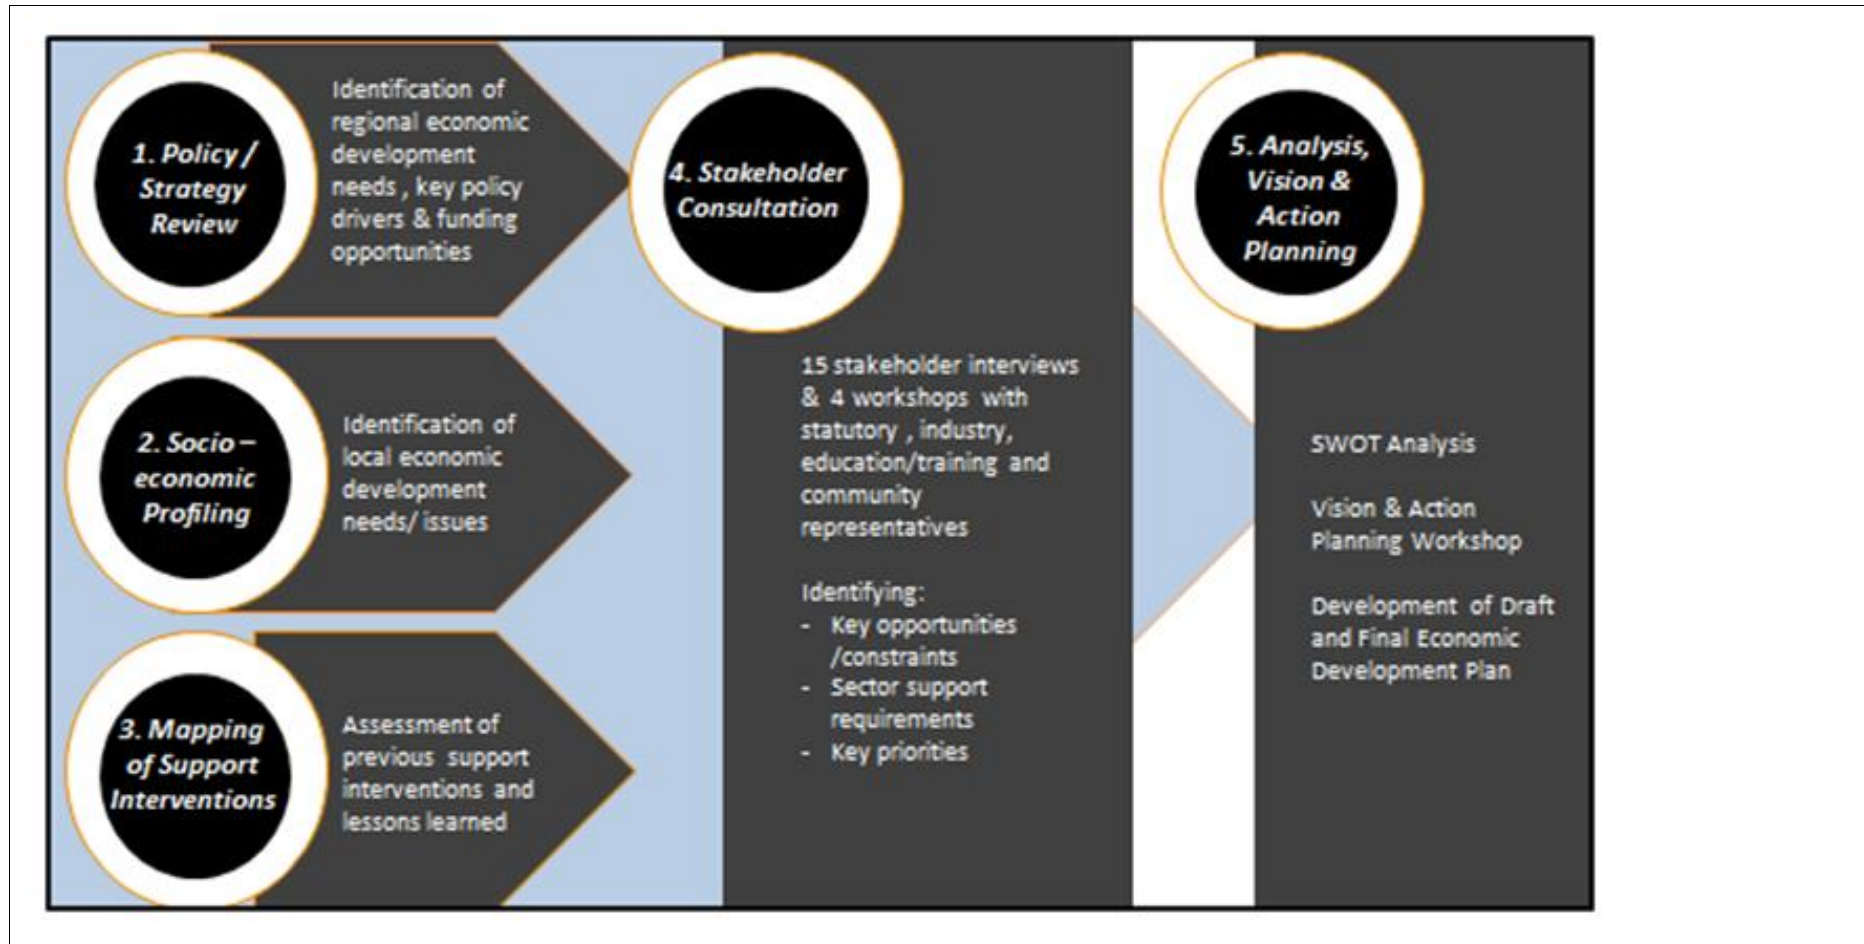 1. Policy /
Strategy
Review
Identification of
regional economic
development
needs , key policy
drivers & funding
opportunities
2. Socio –
economic
Profiling
Identification of
local economic
development
needs/ issues
3. Mapping
of Support
Interventions
Assessment of
previous support
interventions and
lessons learned
4. Stakeholder
Consultation
15 stakeholder interviews
& 4 workshops with
statutory , industry,
education/training and
community
representatives
Identifying:
- Key opportunities
/constraints
- Sector support
requirements
- Key priorities
5. Analysis,
Vision &
Action
Planning
SWOT Analysis
Vision & Action
Planning Workshop
Development of Draft
and Final Economic
Development Plan